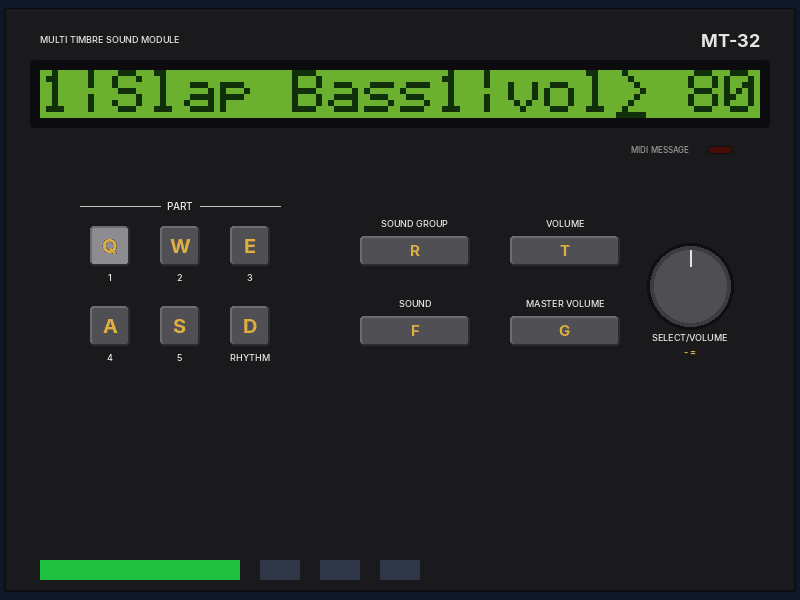 MULTI TIMBRE SOUND MODULE
MT-32
1|Slap Bass1|vol> 80
MIDI MESSAGE
PART
SOUND GROUP
VOLUME
Q
W
E
R
T
1
2
3
SOUND
MASTER VOLUME
A
S
D
F
G
SELECT/VOLUME
- =
4
5
RHYTHM